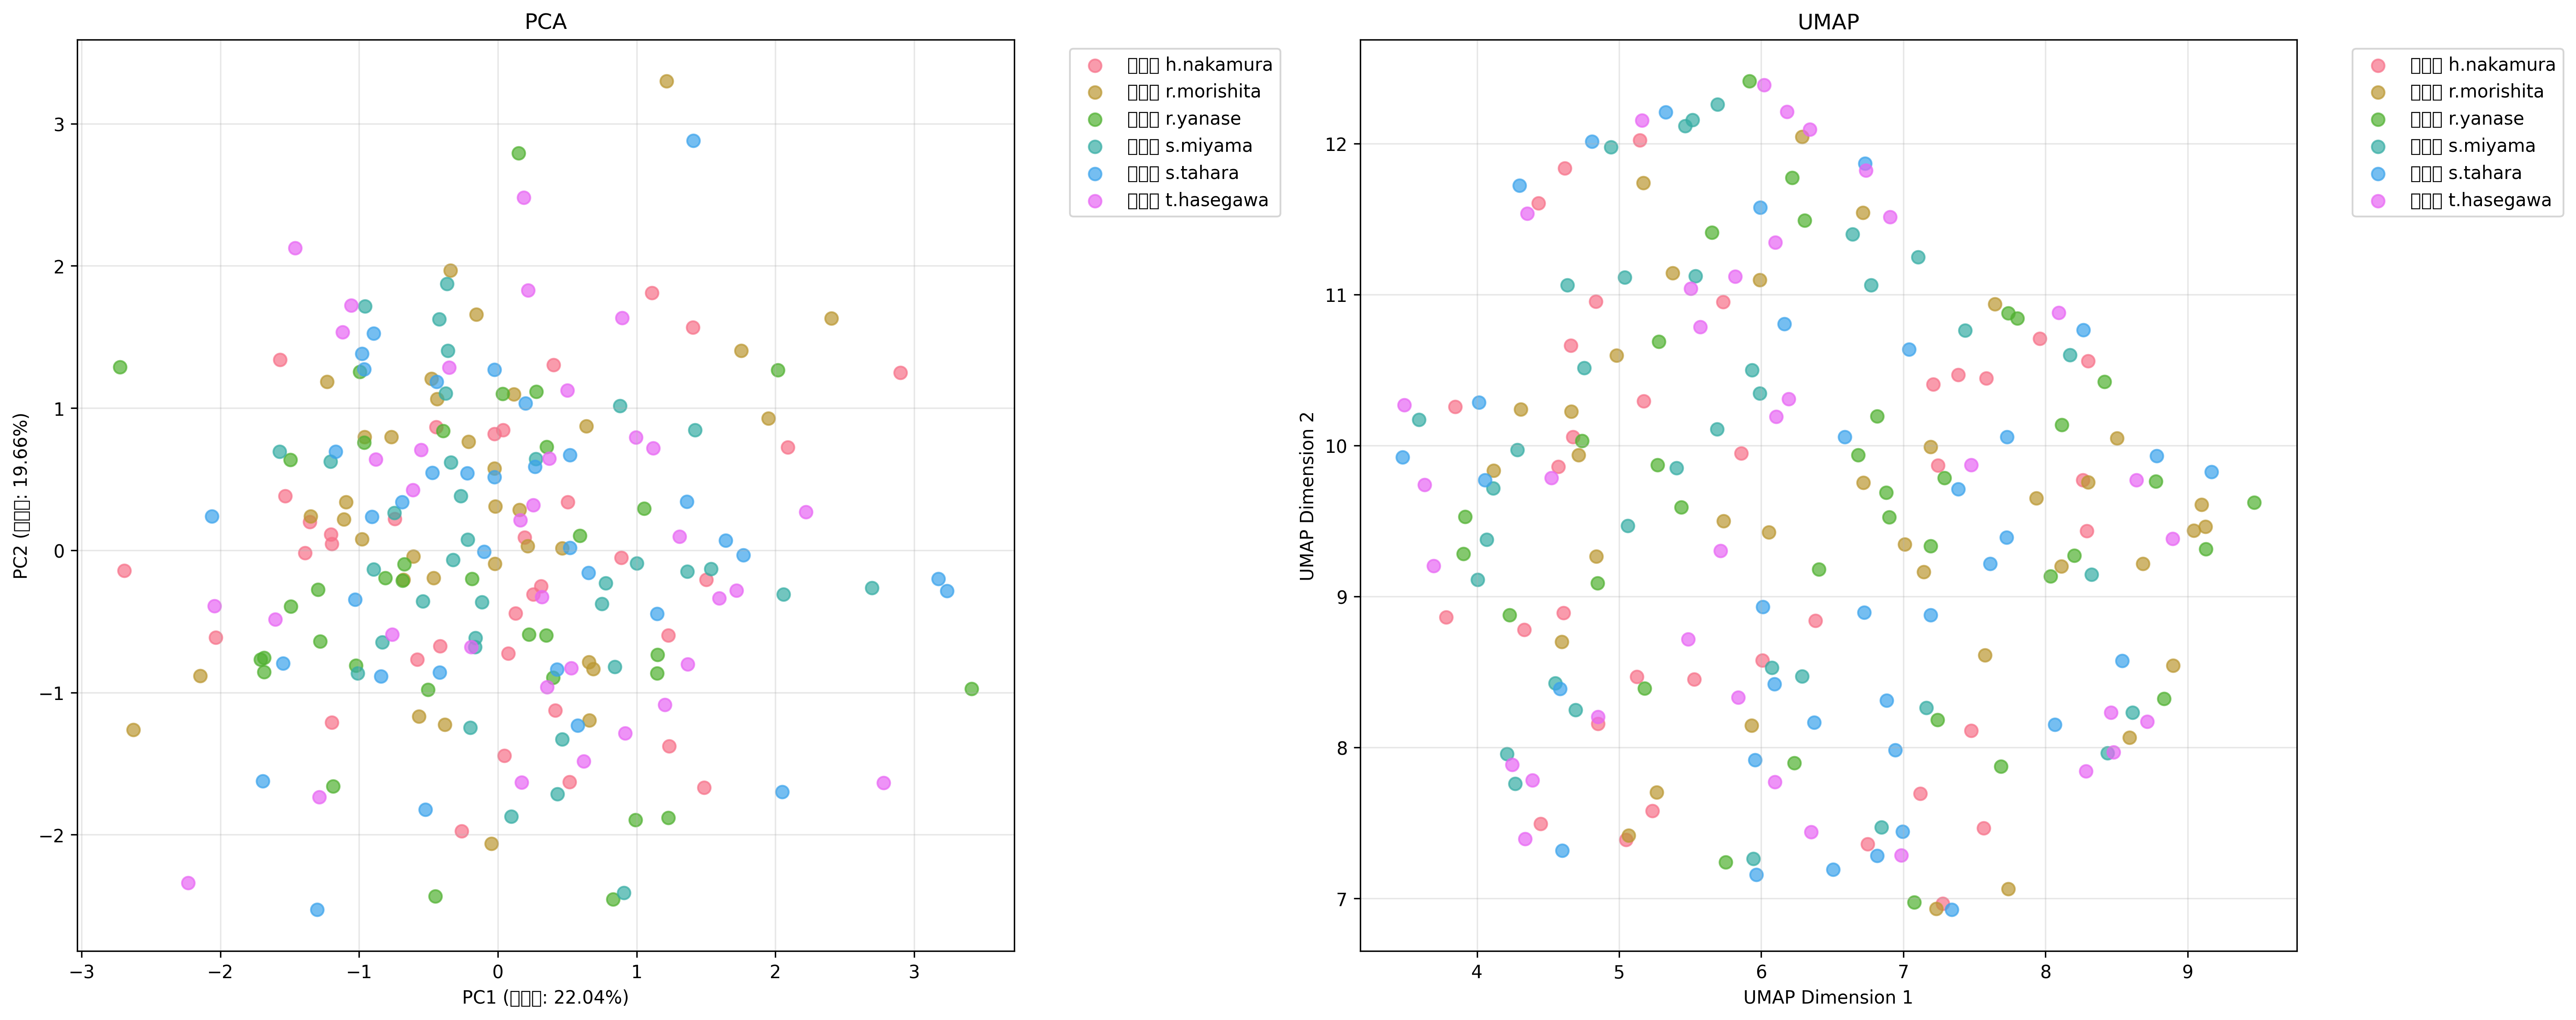 PCA
3
2
1
0
−1
−2
PC2 (□□□: 19.66%)
−3
−2
−1
0
1
2
3
PC1 (□□□: 22.04%)
□□□ h.nakamura
□□□ r.morishita
□□□ r.yanase
□□□ s.miyama
□□□ s.tahara
□□□ t.hasegawa
UMAP
12
11
10
9
8
7
UMAP Dimension 2
4
5
6
7
8
9
UMAP Dimension 1
□□□ h.nakamura
□□□ r.morishita
□□□ r.yanase
□□□ s.miyama
□□□ s.tahara
□□□ t.hasegawa